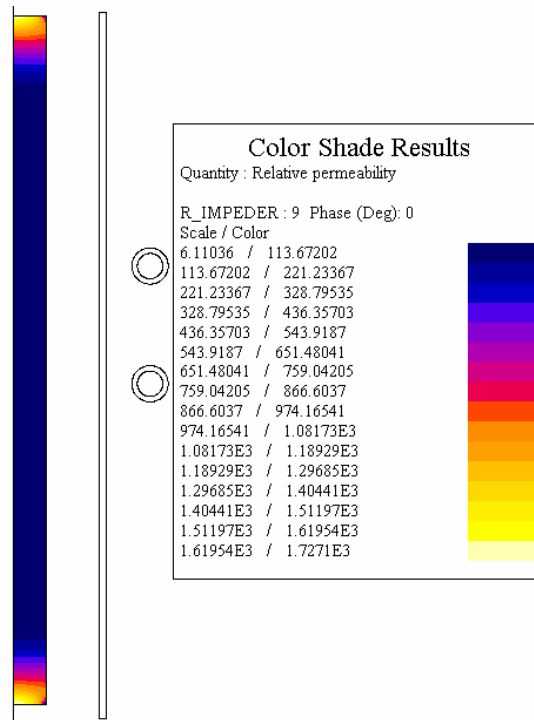 Color Shade Results
Quantity : Relative permeability
R_IMPEDER : 9 Phase (Deg): 0
Scale / Color
6.11036 / 113.67202
113.67202 / 221.23367
221.23367 / 328.79535
328.79535 / 436.35703
436.35703 / 543.9187
543.9187 / 651.48041
651.48041 / 759.04205
759.04205 / 866.6037
866.6037 / 974.16541
974.16541 / 1.08173E3
1.08173E3 / 1.18929E3
1.18929E3 / 1.29685E3
1.29685E3 / 1.40441E3
1.40441E3 / 1.51197E3
1.51197E3 / 1.61954E3
1.61954E3 / 1.7271E3